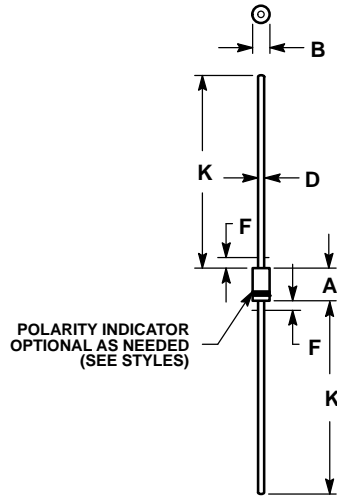 B
K
D
F
A
POLARITY INDICATOR
OPTIONAL AS NEEDED
(SEE STYLES)
F
K